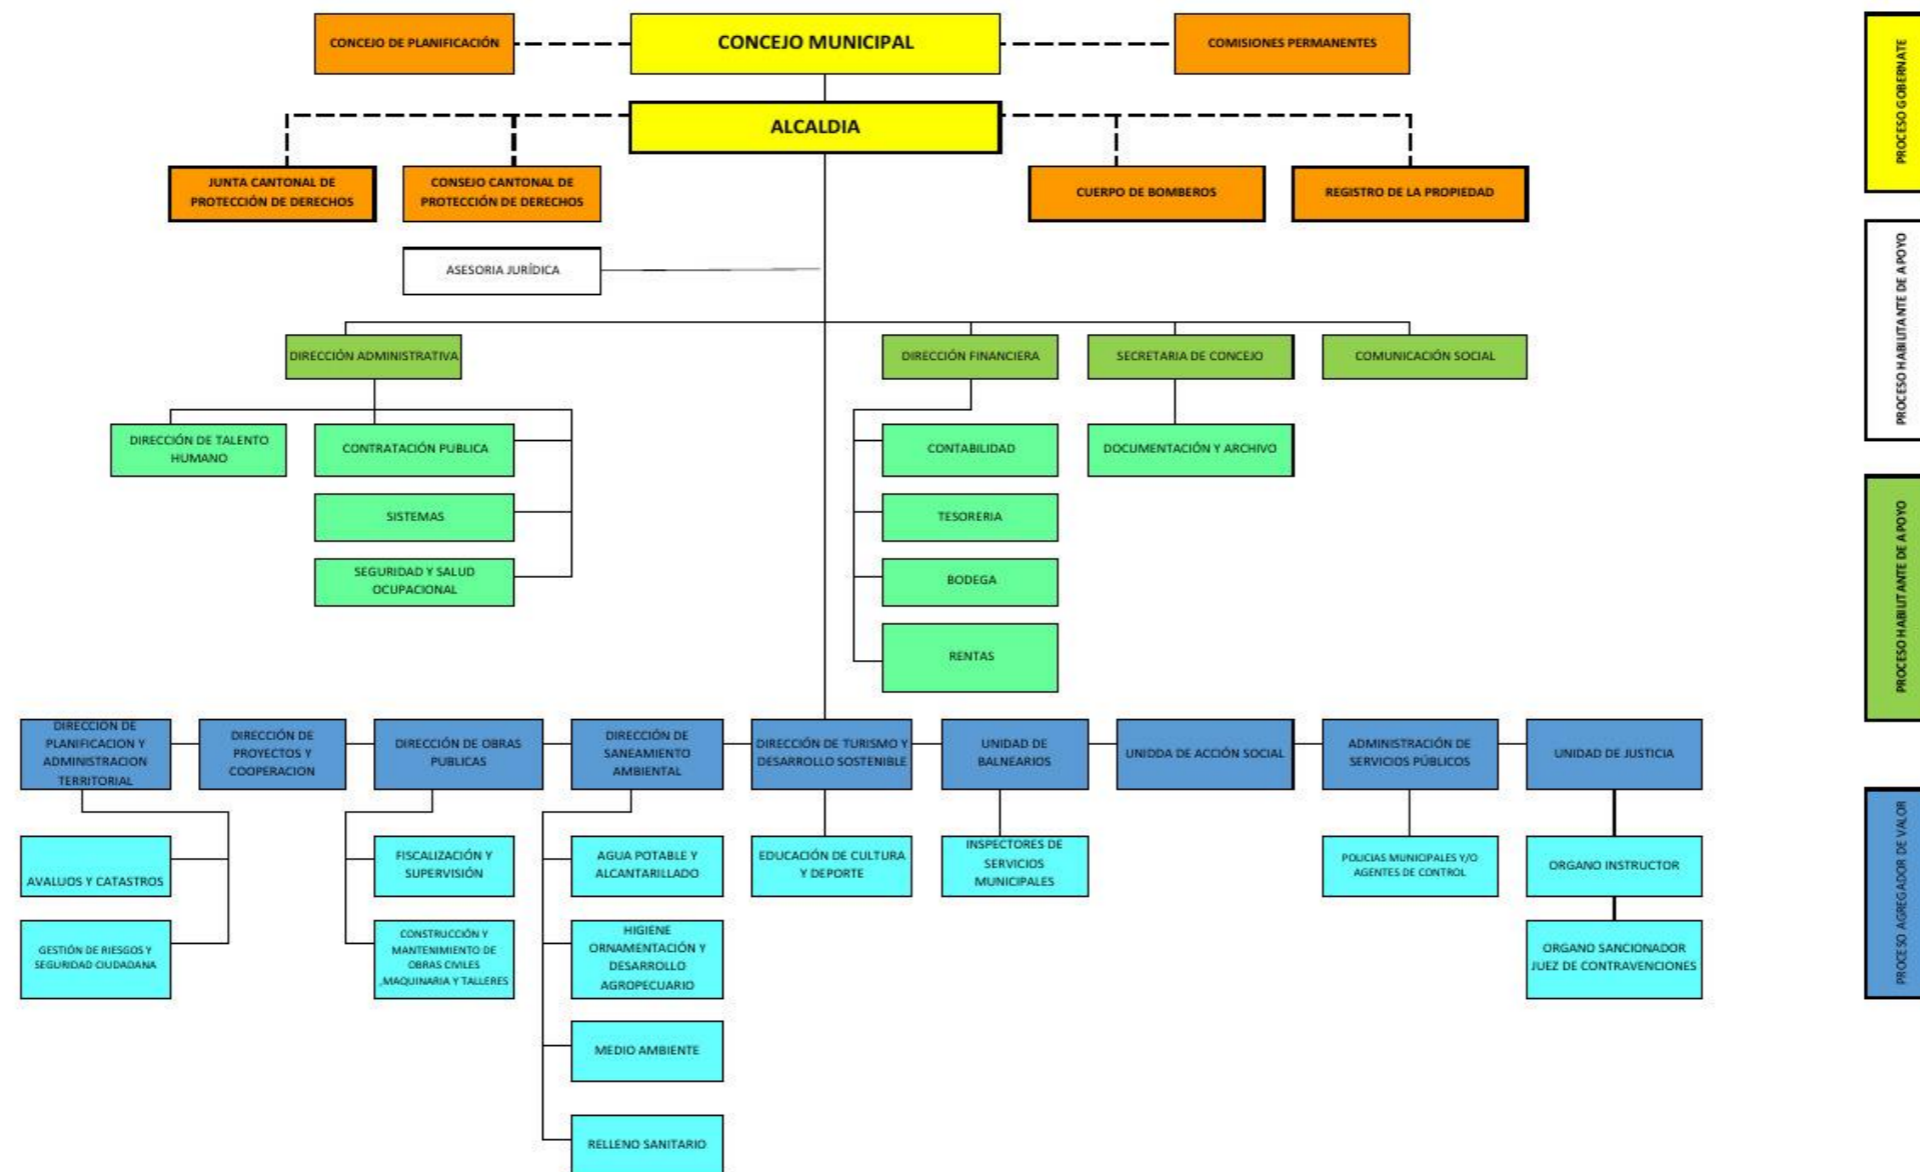 CONCEJO DE PLANIFICACIÓN
CONCEJO MUNICIPAL
COMISIONES PERMANENTES
ALCALDIA
JUNTA CANTONAL DE
PROTECCIÓN DE DERECHOS
CONSEJO CANTONAL DE
PROTECCIÓN DE DERECHOS
CUERPO DE BOMBEROS
REGISTRO DE LA PROPIEDAD
ASESORIA JURÍDICA
DIRECCIÓN ADMINISTRATIVA
DIRECCIÓN FINANCIERA
SECRETARIA DE CONCEJO
COMUNICACIÓN SOCIAL
DIRECCIÓN DE TALENTO
HUMANO
CONTRATACIÓN PUBLICA
SISTEMAS
SEGURIDAD Y SALUD
OCUPACIONAL
CONTABILIDAD
TESORERIA
BODEGA
RENTAS
DOCUMENTACIÓN Y ARCHIVO
DIRECCIÓN DE
PLANIFICACION Y
ADMINISTRACION
TERRITORIAL
DIRECCIÓN DE
PROYECTOS Y
COOPERACION
DIRECCIÓN DE OBRAS
PUBLICAS
DIRECCIÓN DE
SANEAMIENTO
AMBIENTAL
DIRECCIÓN DE TURISMO Y
DESARROLLO SOSTENIBLE
UNIDAD DE
BALNEARIOS
UNIDDA DE ACCIÓN SOCIAL
ADMINISTRACIÓN DE
SERVICIOS PÚBLICOS
UNIDAD DE JUSTICIA
AVALUOS Y CATASTROS
GESTIÓN DE RIESGOS Y
SEGURIDAD CIUDADANA
FISCALIZACIÓN Y
SUPERVISIÓN
CONSTRUCCIÓN Y
MANTENIMIENTO DE
OBRAS CIVILES
,MAQUINARIA Y TALLERES
AGUA POTABLE Y
ALCANTARILLADO
HIGIENE
ORNAMENTACIÓN Y
DESARROLLO
AGROPECUARIO
MEDIO AMBIENTE
RELLENO SANITARIO
EDUCACIÓN DE CULTURA
Y DEPORTE
INSPECTORES DE
SERVICIOS
MUNICIPALES
POLICIAS MUNICIPALES Y/O
AGENTES DE CONTROL
ORGANO INSTRUCTOR
ORGANO SANCIONADOR
JUEZ DE CONTRAVENCIONES
PROCESO GOBERNATE
PROCESO HABILITANTE DE APOYO
PROCESO HABILITANTE DE APOYO
PROCESO AGREGADOR DE VALOR